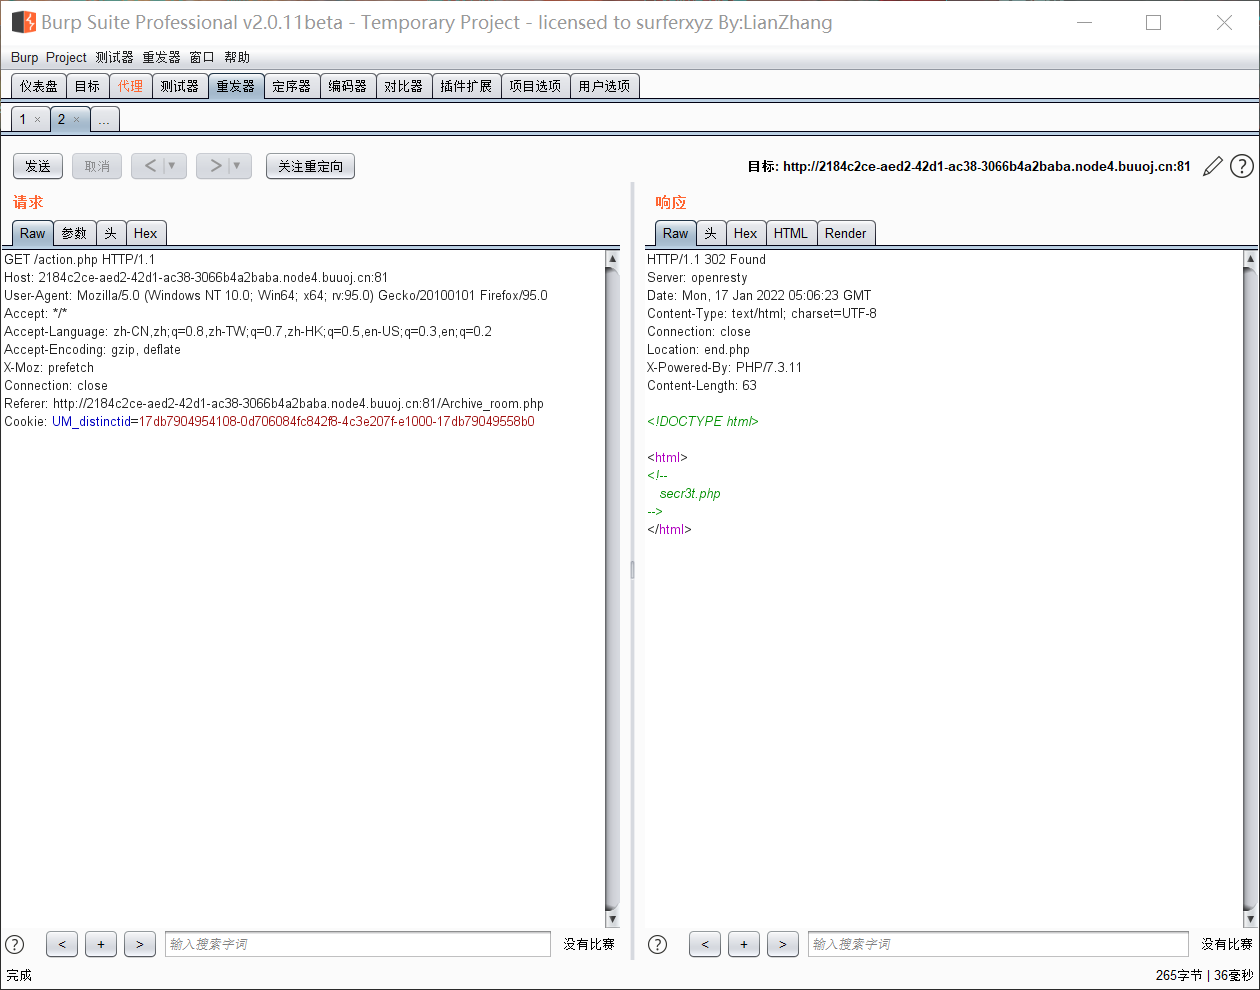 Burp Suite Professional v2.0.11beta - Temporary Project - licensed to surferxyz By:LianZhang
Burp Project 测试器 重发器 窗口 帮助
仪表盘 目标 代理 测试器 重发器 定序器 编码器 对比器 插件扩展 项目选项 用户选项
1 × 2 × ...
发送 取消 < ▼ > ▼ 关注重定向 目标: http://2184c2ce-aed2-42d1-ac38-3066b4a2baba.node4.buuoj.cn:81 ?
请求
Raw 参数 头 Hex
GET /action.php HTTP/1.1
Host: 2184c2ce-aed2-42d1-ac38-3066b4a2baba.node4.buuoj.cn:81
User-Agent: Mozilla/5.0 (Windows NT 10.0; Win64; x64; rv:95.0) Gecko/20100101 Firefox/95.0
Accept: */*
Accept-Language: zh-CN,zh;q=0.8,zh-TW;q=0.7,zh-HK;q=0.5,en-US;q=0.3,en;q=0.2
Accept-Encoding: gzip, deflate
X-Moz: prefetch
Connection: close
Referer: http://2184c2ce-aed2-42d1-ac38-3066b4a2baba.node4.buuoj.cn:81/Archive_room.php
Cookie: UM_distinctid=17db7904954108-0d706084fc842f8-4c3e207f-e1000-17db79049558b0
? < + > 输入搜索字词 没有比赛
响应
Raw 头 Hex HTML Render
HTTP/1.1 302 Found
Server: openresty
Date: Mon, 17 Jan 2022 05:06:23 GMT
Content-Type: text/html; charset=UTF-8
Connection: close
Location: end.php
X-Powered-By: PHP/7.3.11
Content-Length: 63
<!DOCTYPE html>
<html>
<!--
secr3t.php
-->
</html>
? < + > 输入搜索字词 没有比赛
完成 265字节 | 36毫秒